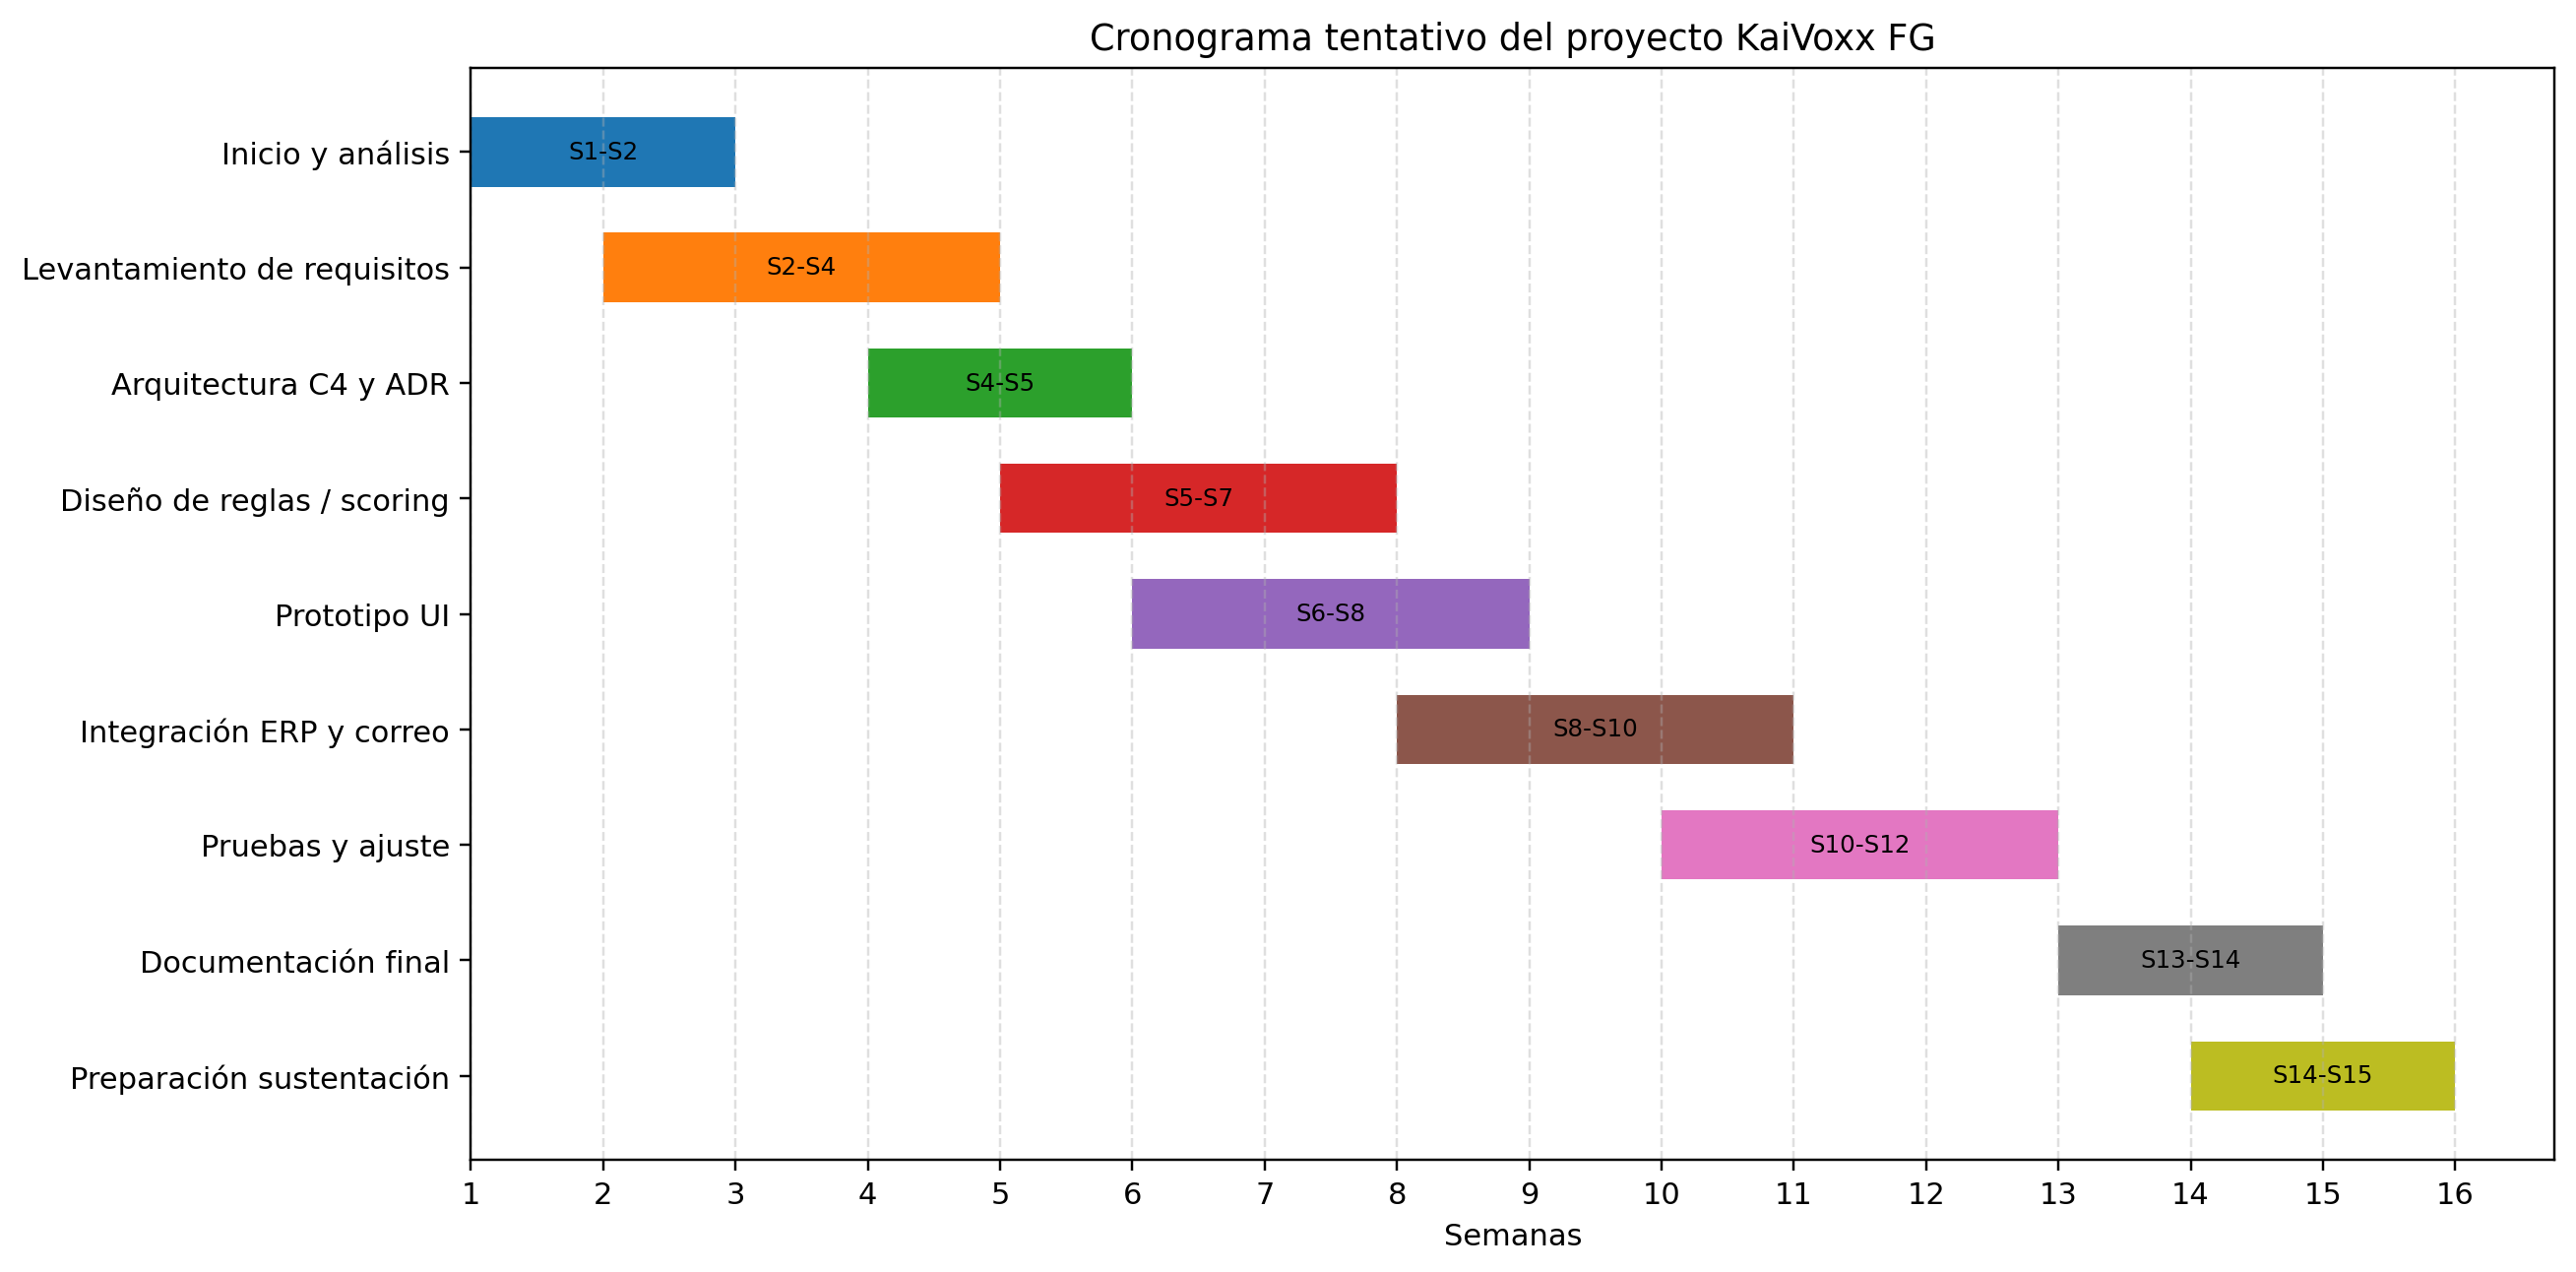 Cronograma tentativo del proyecto KaiVoxx FG
Inicio y análisis
S1-S2
Levantamiento de requisitos
S2-S4
Arquitectura C4 y ADR
S4-S5
Diseño de reglas / scoring
S5-S7
Prototipo UI
S6-S8
Integración ERP y correo
S8-S10
Pruebas y ajuste
S10-S12
Documentación final
S13-S14
Preparación sustentación
S14-S15
1 2 3 4 5 6 7 8 9 10 11 12 13 14 15 16
Semanas